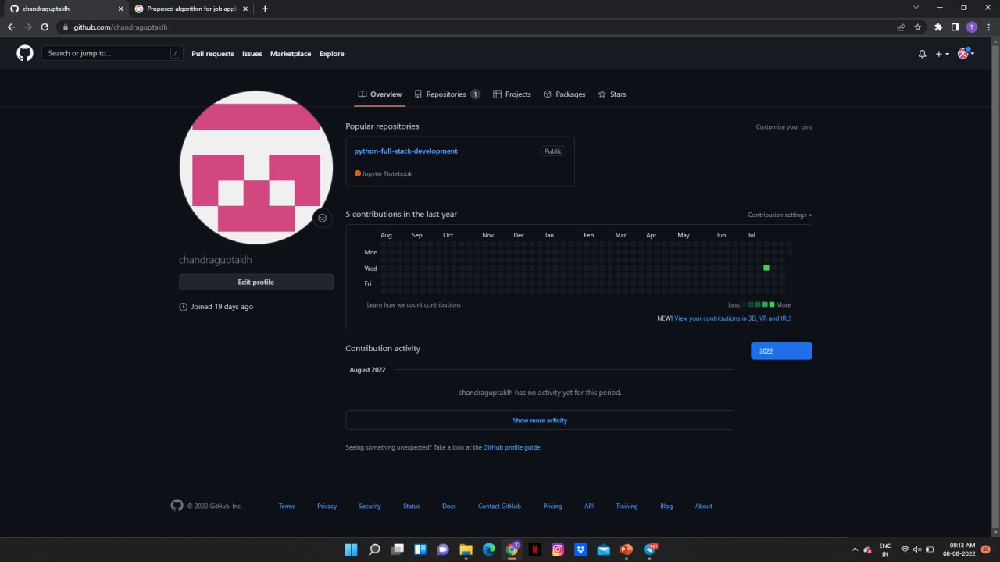 chandraguptaklh
Proposed algorithm for job appli
github.com/chandraguptaklh
T
Search or jump to...
/
Pull requests
Issues
Marketplace
Explore
Overview
Repositories 1
Projects
Packages
Stars
Popular repositories
Customize your pins
python-full-stack-development
Public
Jupyter Notebook
5 contributions in the last year
Contribution settings
Aug Sep Oct Nov Dec Jan Feb Mar Apr May Jun Jul
Mon
Wed
Fri
Learn how we count contributions
Less
More
NEW! View your contributions in 3D, VR and IRL!
chandraguptaklh
Edit profile
Joined 19 days ago
Contribution activity
2022
August 2022
chandraguptaklh has no activity yet for this period.
Show more activity
Seeing something unexpected? Take a look at the GitHub profile guide.
© 2022 GitHub, Inc.
Terms
Privacy
Security
Status
Docs
Contact GitHub
Pricing
API
Training
Blog
About
ENG
IN
09:13 AM
08-08-2022
35